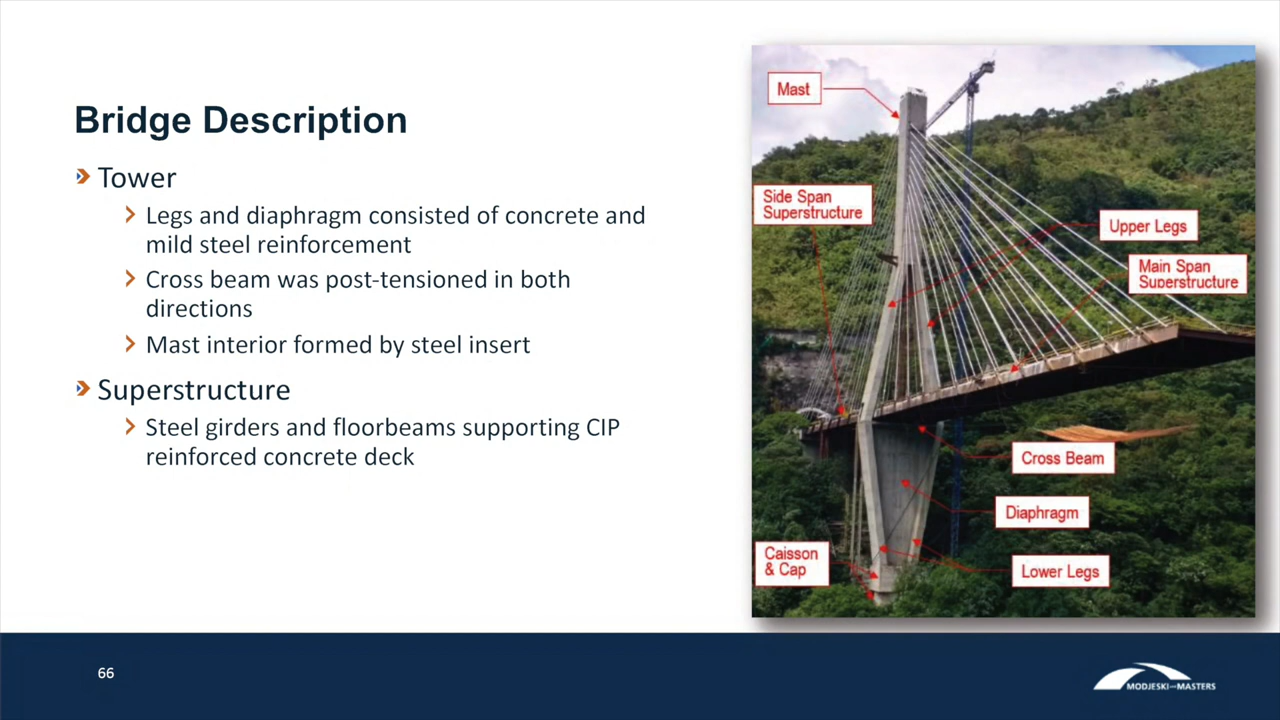 Bridge Description
Tower
Legs and diaphragm consisted of concrete and
mild steel reinforcement
Cross beam was post-tensioned in both
directions
Mast interior formed by steel insert
Superstructure
Steel girders and floorbeams supporting CIP
reinforced concrete deck
Mast
Side Span
Superstructure
Upper Legs
Main Span
Superstructure
Cross Beam
Diaphragm
Caisson
& Cap
Lower Legs
66
MODJESKI and MASTERS